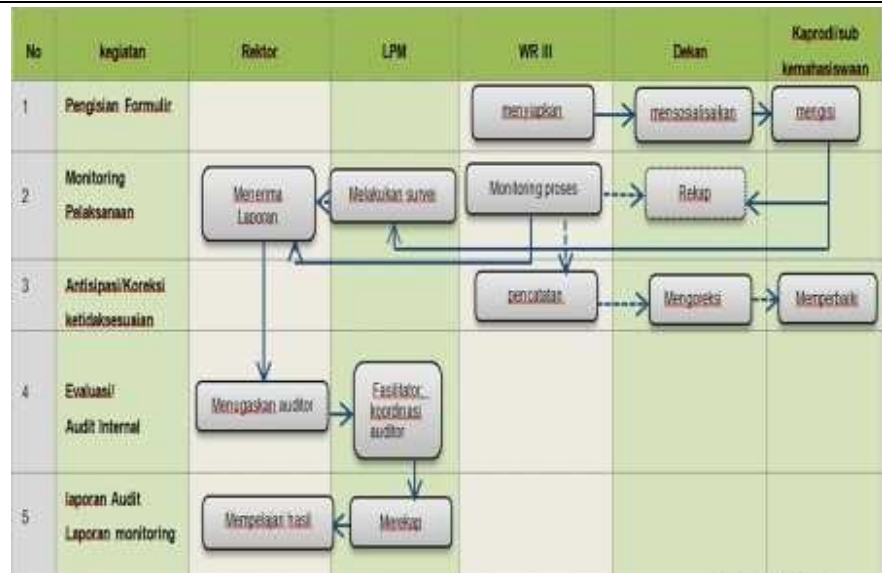 No
kegiatan
Rektor
LPM
WR III
Dekan
Kaprodi/sub
kemahasiswaan
1
Pengisian Formulir
menyiapkan
mensosialisaikan
mengisi
2
Monitoring
Pelaksanaan
Menerima
Laporan
Melakukan survei
Monitoring proses
Rekap
3
Antisipasi/Koreksi
ketidaksesuaian
pencatatan
Mengoreksi
Memperbaiki
4
Evaluasi/
Audit Internal
Menugaskan auditor
Fasilitator,
koordinasi
auditor
5
laporan Audit
Laporan monitoring
Mempelajari hasil
Merekap